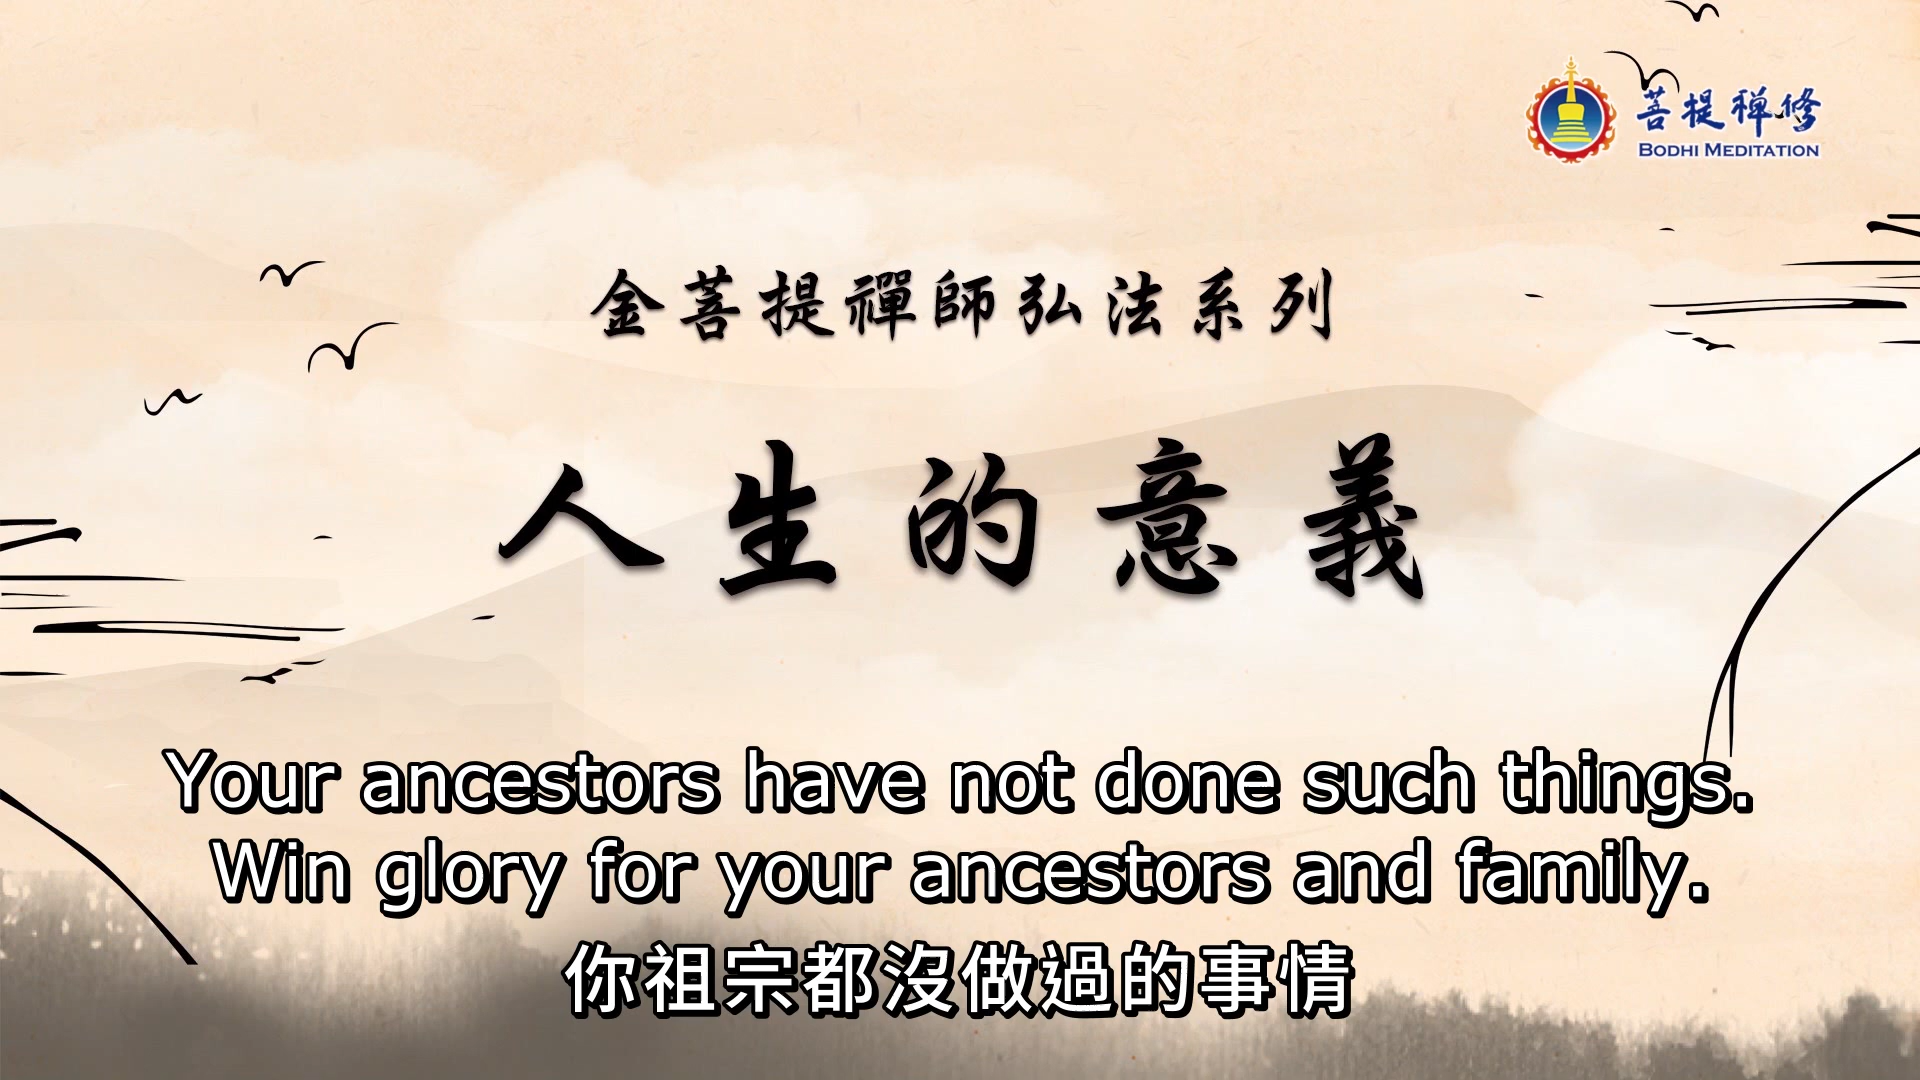 菩提禪修
BODHI MEDITATION
金菩提禪師弘法系列
人生的意義
Your ancestors have not done such things.
Win glory for your ancestors and family.
你祖宗都沒做過的事情